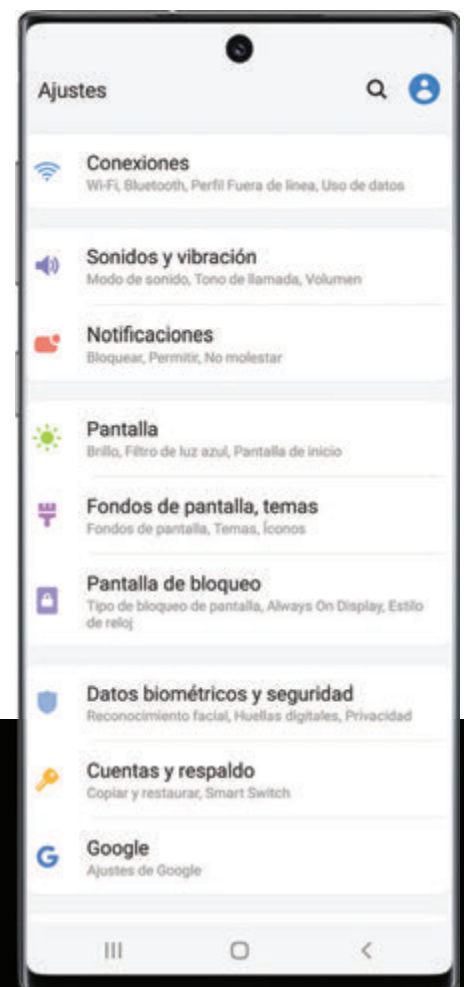 Ajustes
Conexiones
Wi-Fi, Bluetooth, Perfil Fuera de línea, Uso de datos
Sonidos y vibración
Modo de sonido, Tono de llamada, Volumen
Notificaciones
Bloquear, Permitir, No molestar
Pantalla
Brillo, Filtro de luz azul, Pantalla de inicio
Fondos de pantalla, temas
Fondos de pantalla, Temas, Íconos
Pantalla de bloqueo
Tipo de bloqueo de pantalla, Always On Display, Estilo
de reloj
Datos biométricos y seguridad
Reconocimiento facial, Huellas digitales, Privacidad
Cuentas y respaldo
Copiar y restaurar, Smart Switch
G Google
Ajustes de Google